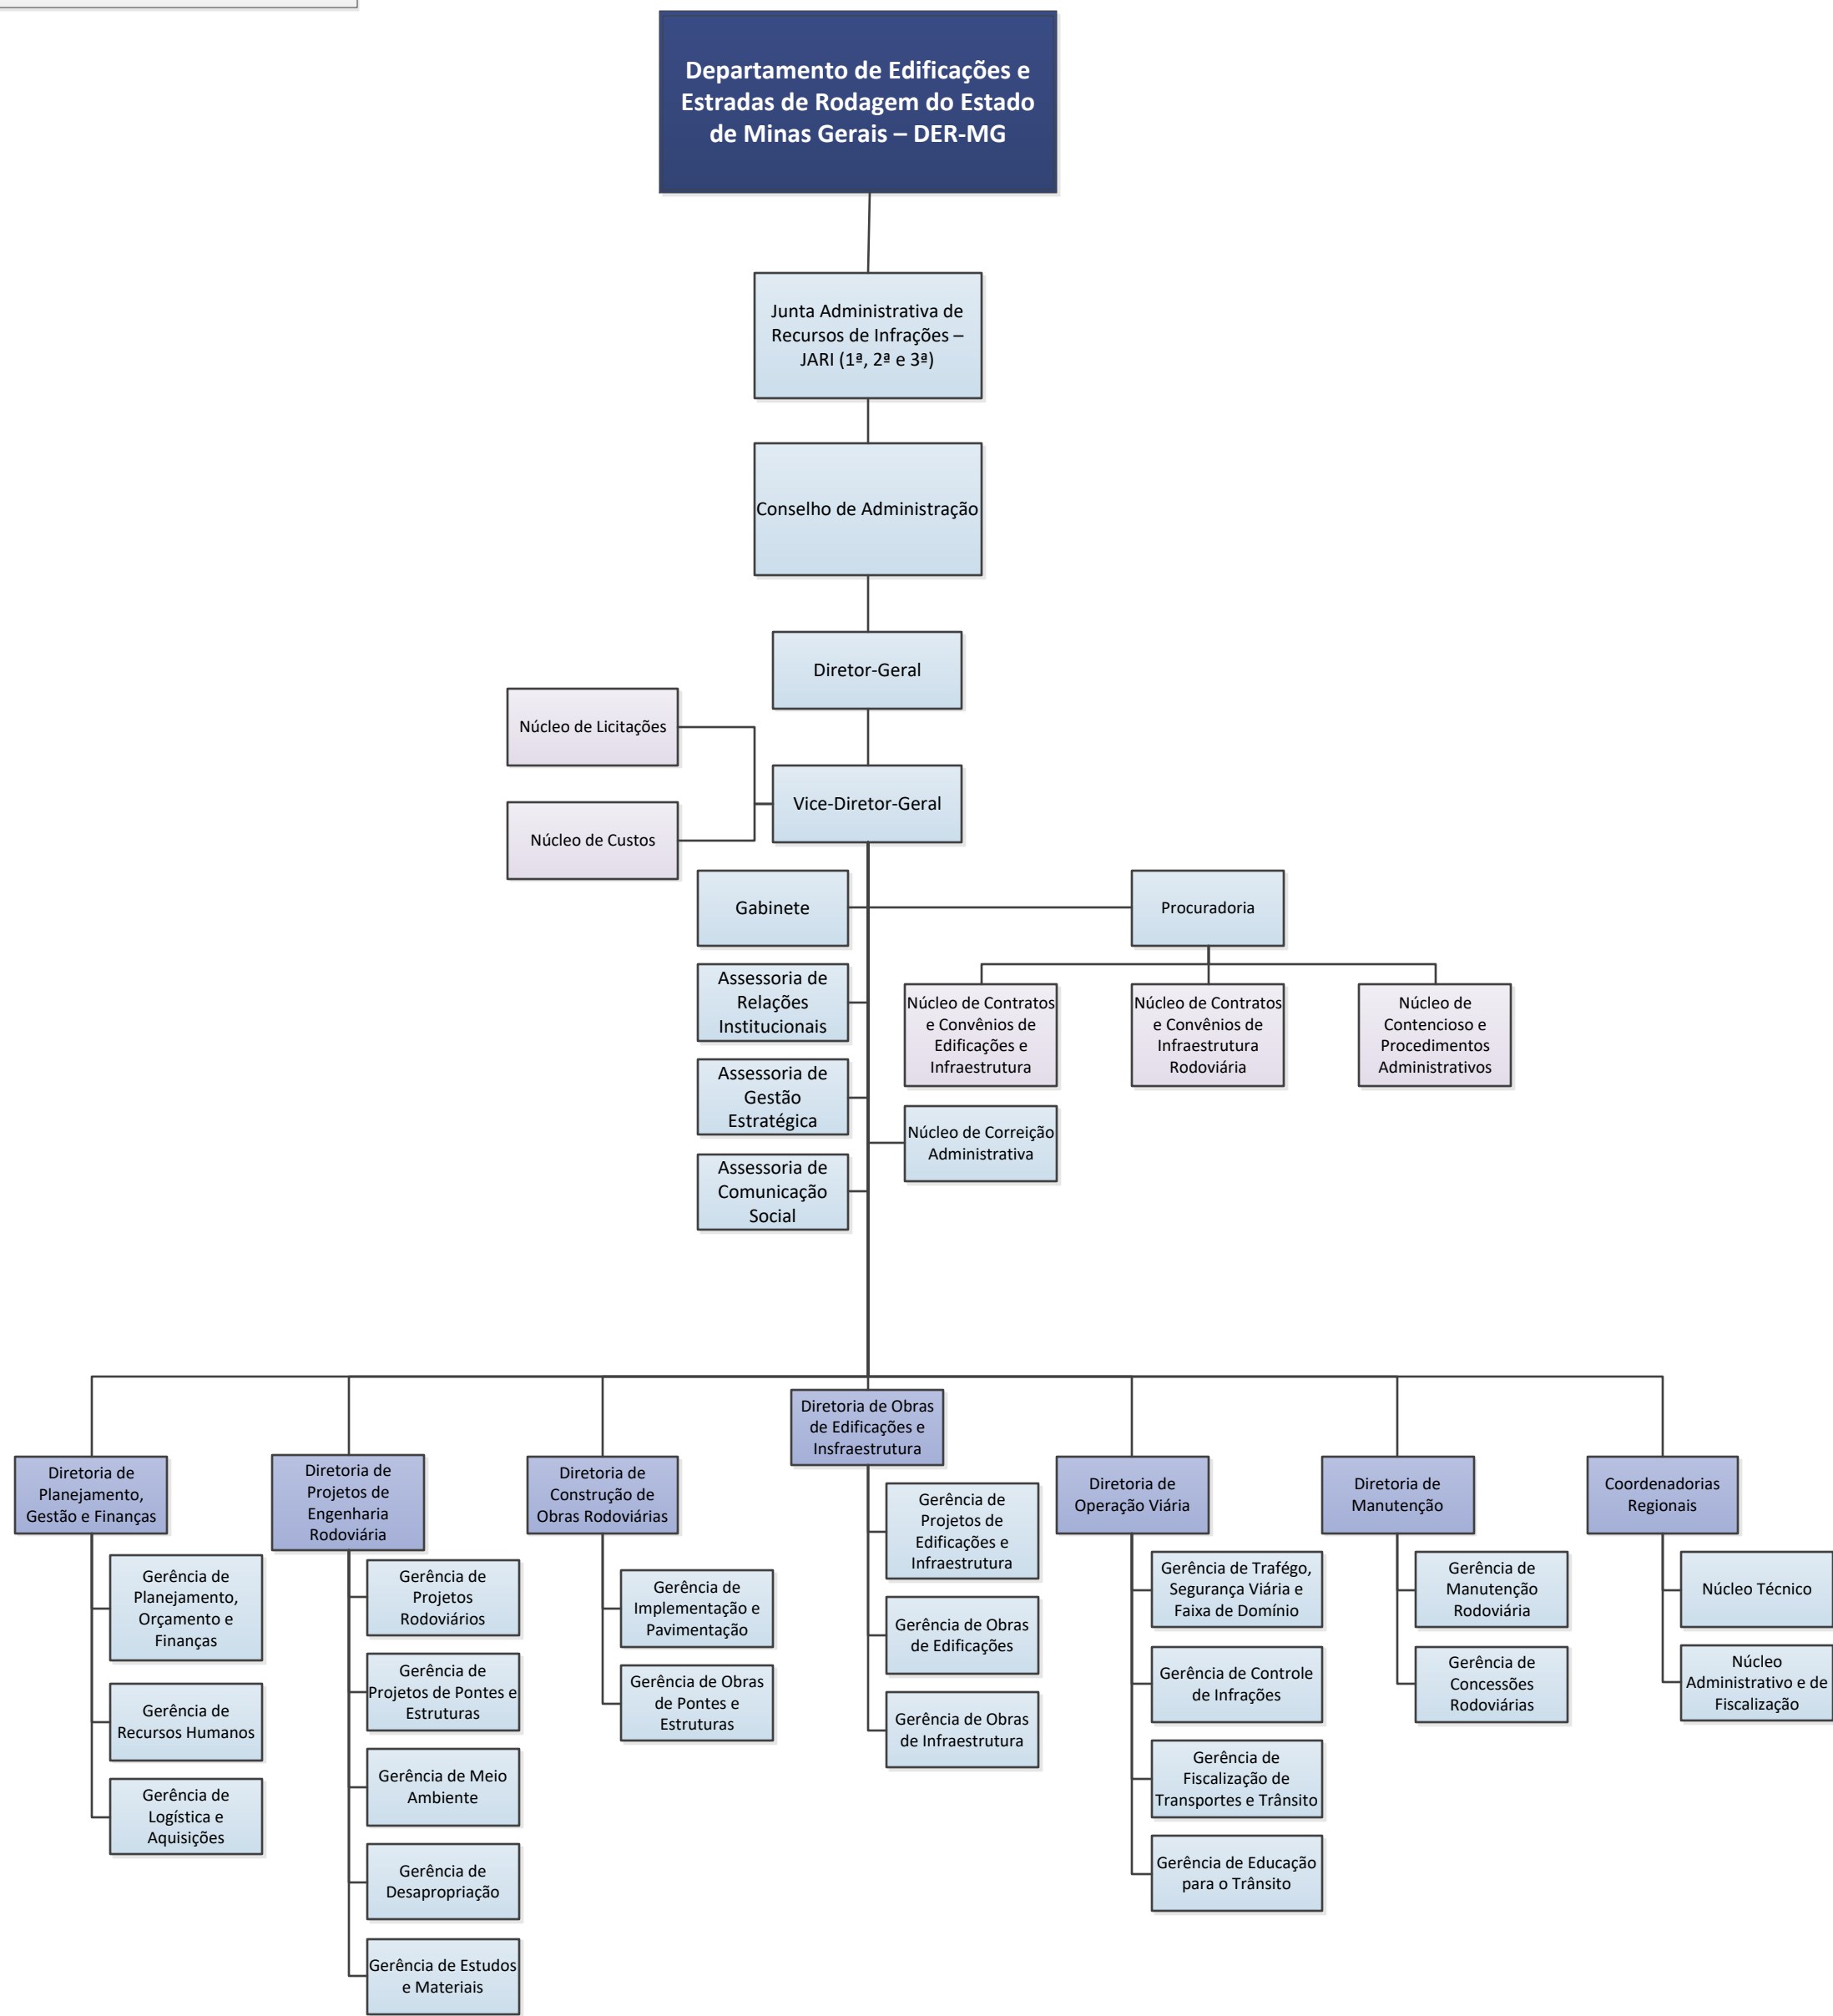 Departamento de Edificações e
Estradas de Rodagem do Estado
de Minas Gerais – DER-MG
Junta Administrativa de
Recursos de Infrações –
JARI (1ª, 2ª e 3ª)
Conselho de Administração
Diretor-Geral
Núcleo de Licitações
Vice-Diretor-Geral
Núcleo de Custos
Gabinete
Procuradoria
Assessoria de
Relações
Institucionais
Núcleo de Contratos
e Convênios de
Edificações e
Infraestrutura
Núcleo de Contratos
e Convênios de
Infraestrutura
Rodoviária
Núcleo de
Contencioso e
Procedimentos
Administrativos
Assessoria de
Gestão
Estratégica
Núcleo de Correição
Administrativa
Assessoria de
Comunicação
Social
Diretoria de
Planejamento,
Gestão e Finanças
Gerência de
Planejamento,
Orçamento e
Finanças
Gerência de
Recursos Humanos
Gerência de
Logística e
Aquisições
Diretoria de
Projetos de
Engenharia
Rodoviária
Gerência de
Projetos
Rodoviários
Gerência de
Projetos de Pontes e
Estruturas
Gerência de Meio
Ambiente
Gerência de
Desapropriação
Gerência de Estudos
e Materiais
Diretoria de
Construção de
Obras Rodoviárias
Gerência de
Implementação e
Pavimentação
Gerência de Obras
de Pontes e
Estruturas
Diretoria de Obras
de Edificações e
Insfraestrutura
Gerência de
Projetos de
Edificações e
Infraestrutura
Gerência de Obras
de Edificações
Gerência de Obras
de Infraestrutura
Diretoria de
Operação Viária
Gerência de Trafégo,
Segurança Viária e
Faixa de Domínio
Gerência de Controle
de Infrações
Gerência de
Fiscalização de
Transportes e Trânsito
Gerência de Educação
para o Trânsito
Diretoria de
Manutenção
Gerência de
Manutenção
Rodoviária
Gerência de
Concessões
Rodoviárias
Coordenadorias
Regionais
Núcleo Técnico
Núcleo
Administrativo e de
Fiscalização